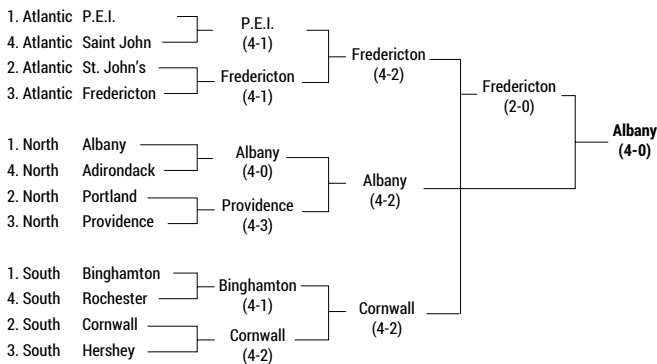 1. Atlantic P.E.I.
4. Atlantic Saint John
2. Atlantic St. John's
3. Atlantic Fredericton
P.E.I.
(4-1)
Fredericton
(4-1)
Fredericton
(4-2)
Fredericton
(2-0)
Albany
(4-0)
1. North Albany
4. North Adirondack
2. North Portland
3. North Providence
Albany
(4-0)
Providence
(4-3)
Albany
(4-2)
1. South Binghamton
4. South Rochester
2. South Cornwall
3. South Hershey
Binghamton
(4-1)
Cornwall
(4-2)
Cornwall
(4-2)